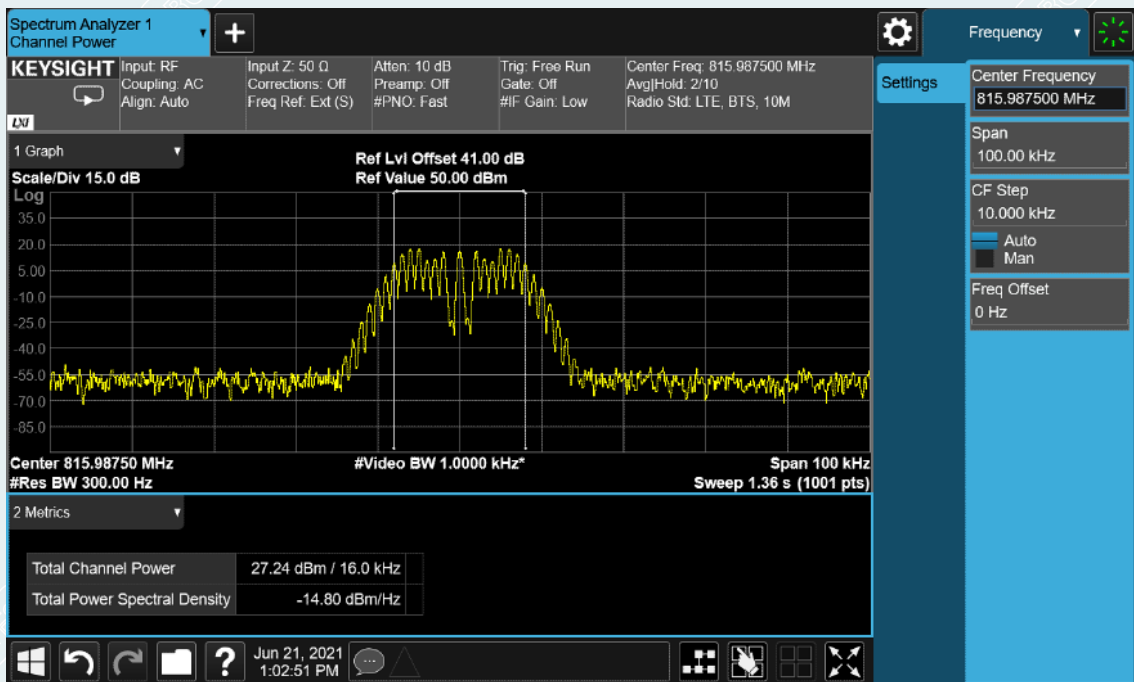 Spectrum Analyzer 1
Channel Power
+
Frequency
KEYSIGHT
LXI
Input: RF
Coupling: AC
Align: Auto
Input Z: 50 Ω
Corrections: Off
Freq Ref: Ext (S)
Atten: 10 dB
Preamp: Off
#PNO: Fast
Trig: Free Run
Gate: Off
#IF Gain: Low
Center Freq: 815.987500 MHz
Avg|Hold: 2/10
Radio Std: LTE, BTS, 10M
Settings
Center Frequency
815.987500 MHz
Span
100.00 kHz
CF Step
10.000 kHz
Auto
Man
Freq Offset
0 Hz
1 Graph
Scale/Div 15.0 dB
Ref Lvl Offset 41.00 dB
Ref Value 50.00 dBm
Log
35.0
20.0
5.00
-10.0
-25.0
-40.0
-55.0
-70.0
-85.0
Center 815.98750 MHz
#Video BW 1.0000 kHz*
Span 100 kHz
#Res BW 300.00 Hz
Sweep 1.36 s (1001 pts)
2 Metrics
Total Channel Power 27.24 dBm / 16.0 kHz
Total Power Spectral Density -14.80 dBm/Hz
?
Jun 21, 2021
1:02:51 PM